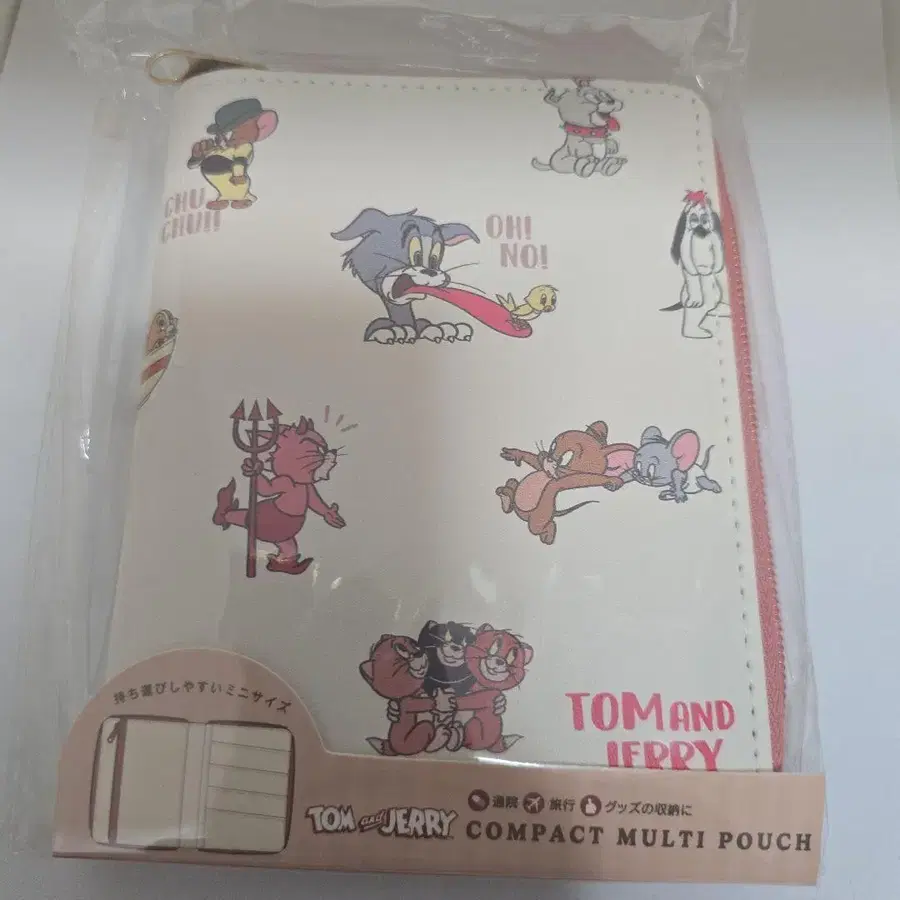 CHU
CHU!!
OH!
NO!
TOM AND
JERRY
持ち運びしやすいミニサイズ
通院 旅行 グッズの収納に
TOM and JERRY COMPACT MULTI POUCH